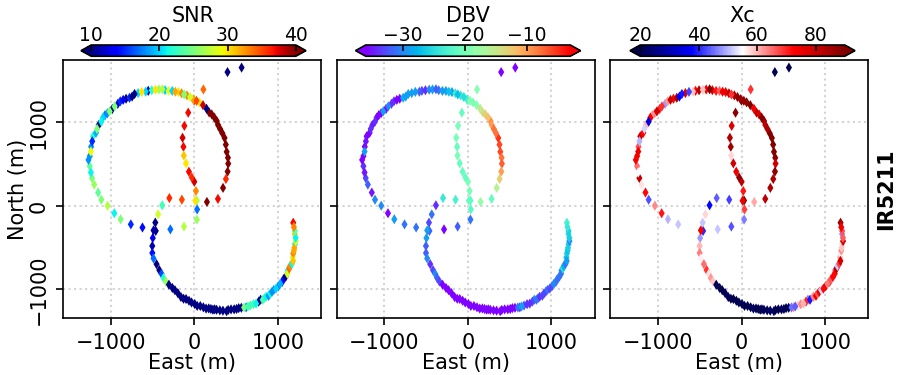 SNR DBV Xc
10 20 30 40 −30 −20 −10 20 40 60 80
North (m)
1000
0
−1000
IR5211
−1000 0 1000 −1000 0 1000 −1000 0 1000
East (m) East (m) East (m)